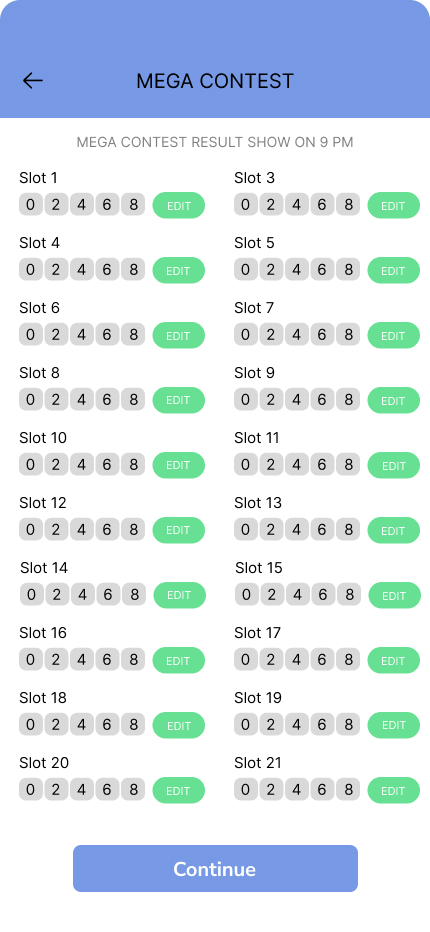 MEGA CONTEST
MEGA CONTEST RESULT SHOW ON 9 PM
Slot 1 Slot 3
0 2 4 6 8 EDIT 0 2 4 6 8 EDIT
Slot 4 Slot 5
0 2 4 6 8 EDIT 0 2 4 6 8 EDIT
Slot 6 Slot 7
0 2 4 6 8 EDIT 0 2 4 6 8 EDIT
Slot 8 Slot 9
0 2 4 6 8 EDIT 0 2 4 6 8 EDIT
Slot 10 Slot 11
0 2 4 6 8 EDIT 0 2 4 6 8 EDIT
Slot 12 Slot 13
0 2 4 6 8 EDIT 0 2 4 6 8 EDIT
Slot 14 Slot 15
0 2 4 6 8 EDIT 0 2 4 6 8 EDIT
Slot 16 Slot 17
0 2 4 6 8 EDIT 0 2 4 6 8 EDIT
Slot 18 Slot 19
0 2 4 6 8 EDIT 0 2 4 6 8 EDIT
Slot 20 Slot 21
0 2 4 6 8 EDIT 0 2 4 6 8 EDIT
Continue